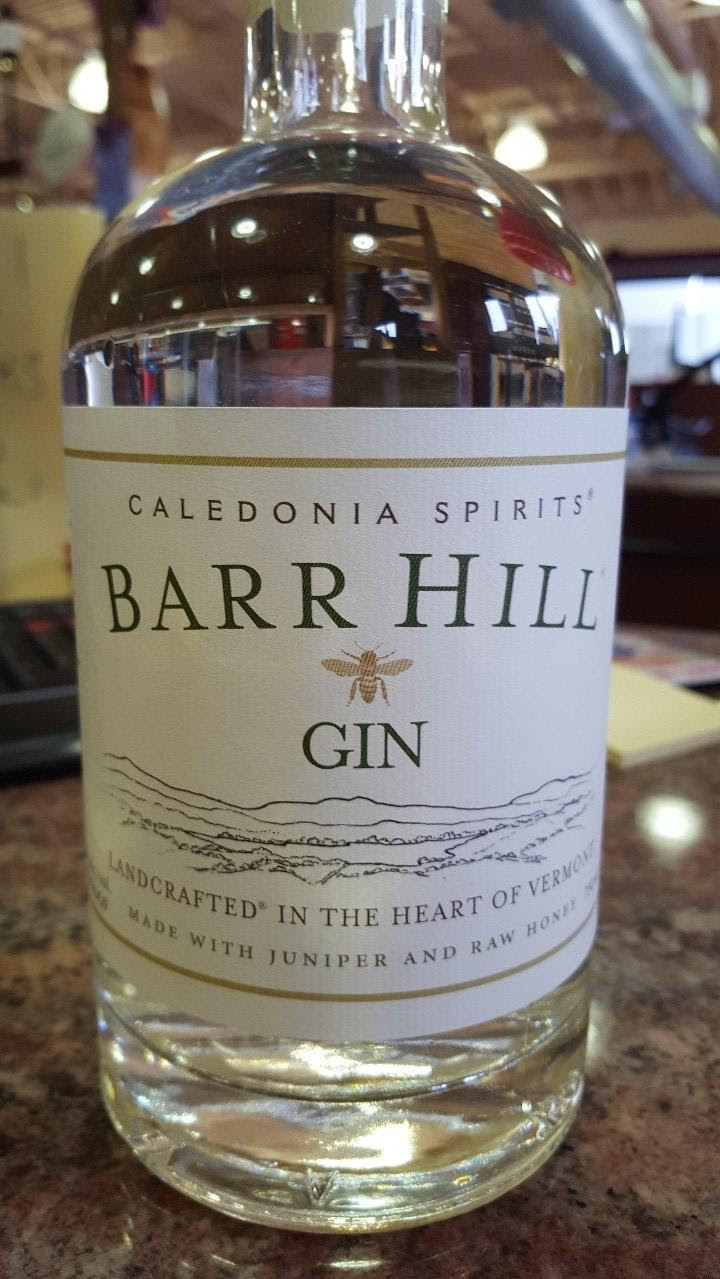 CALEDONIA SPIRITS®
BARR HILL
GIN
LANDCRAFTED® IN THE HEART OF VERMONT
MADE WITH JUNIPER AND RAW HONEY